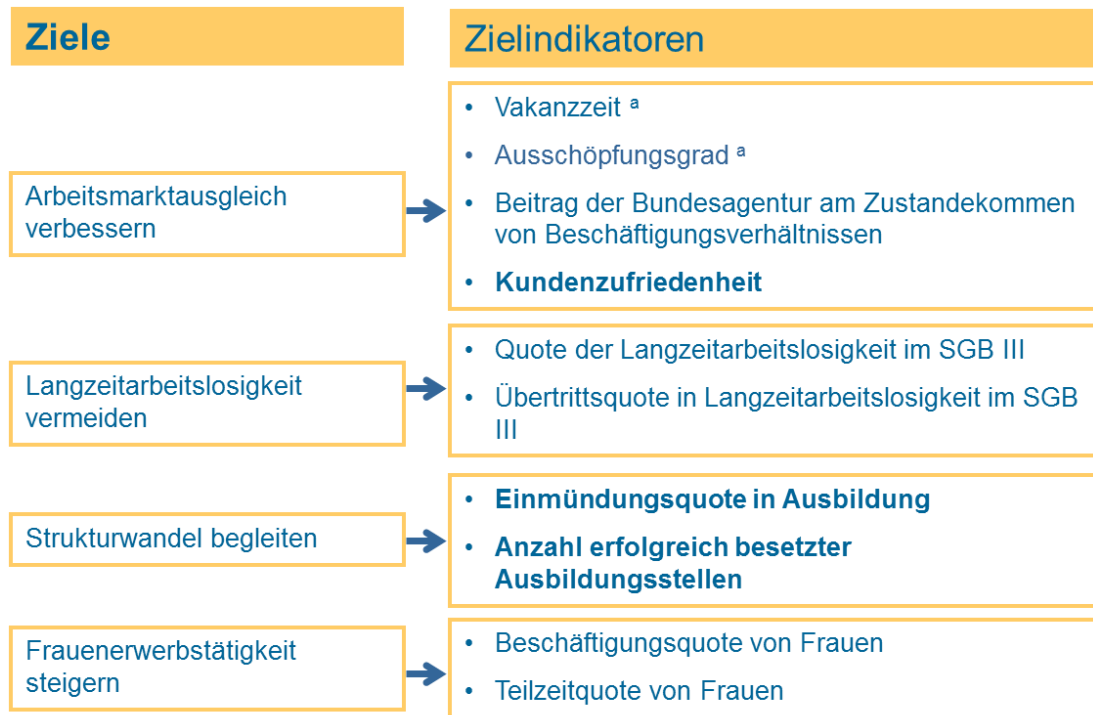 Ziele
Zielindikatoren
Arbeitsmarktausgleich
verbessern
• Vakanzzeit ᵃ
• Ausschöpfungsgrad ᵃ
• Beitrag der Bundesagentur am Zustandekommen
von Beschäftigungsverhältnissen
• Kundenzufriedenheit
Langzeitarbeitslosigkeit
vermeiden
• Quote der Langzeitarbeitslosigkeit im SGB III
• Übertrittsquote in Langzeitarbeitslosigkeit im SGB
III
Strukturwandel begleiten
• Einmündungsquote in Ausbildung
• Anzahl erfolgreich besetzter
Ausbildungsstellen
Frauenerwerbstätigkeit
steigern
• Beschäftigungsquote von Frauen
• Teilzeitquote von Frauen